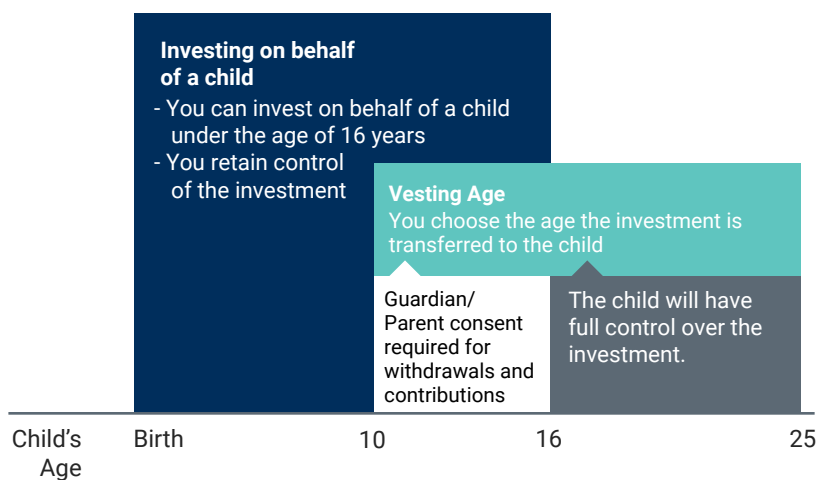 Investing on behalf
of a child
- You can invest on behalf of a child
under the age of 16 years
- You retain control
of the investment
Vesting Age
You choose the age the investment is
transferred to the child
Guardian/
Parent consent
required for
withdrawals and
contributions
The child will have
full control over the
investment.
Child’s
Age
Birth
10
16
25